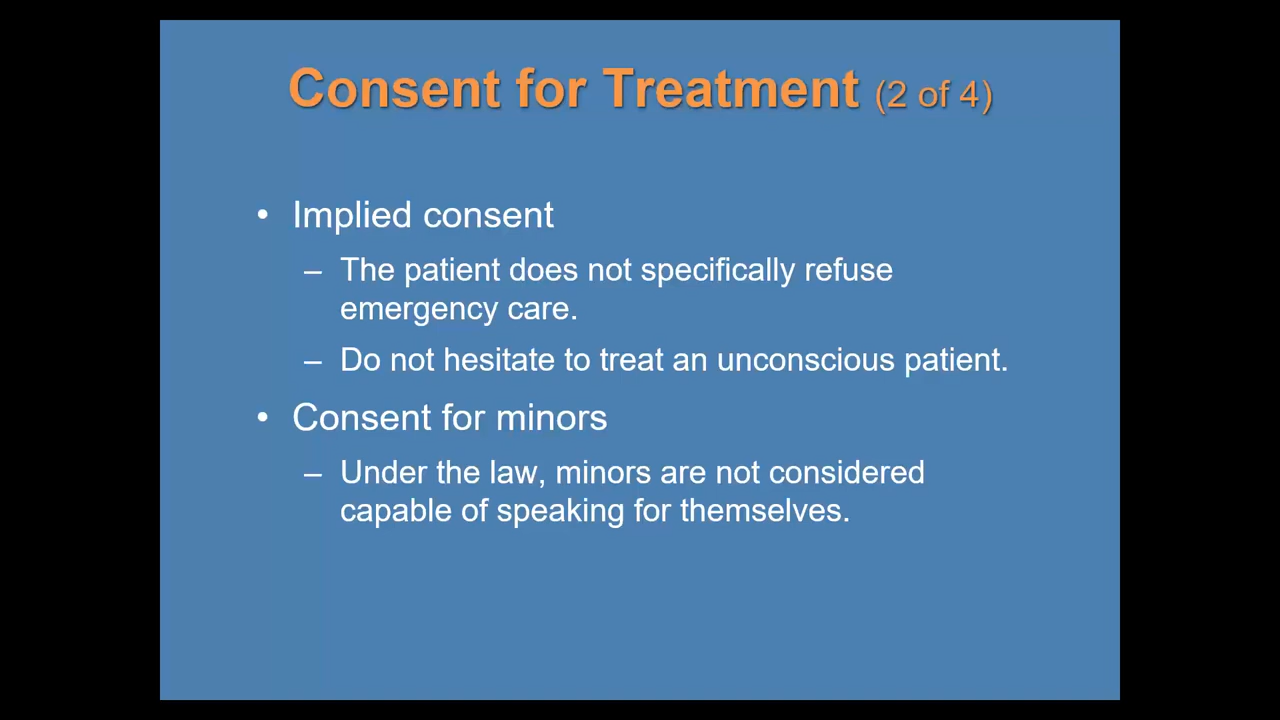 Consent for Treatment (2 of 4)
• Implied consent
– The patient does not specifically refuse
emergency care.
– Do not hesitate to treat an unconscious patient.
• Consent for minors
– Under the law, minors are not considered
capable of speaking for themselves.